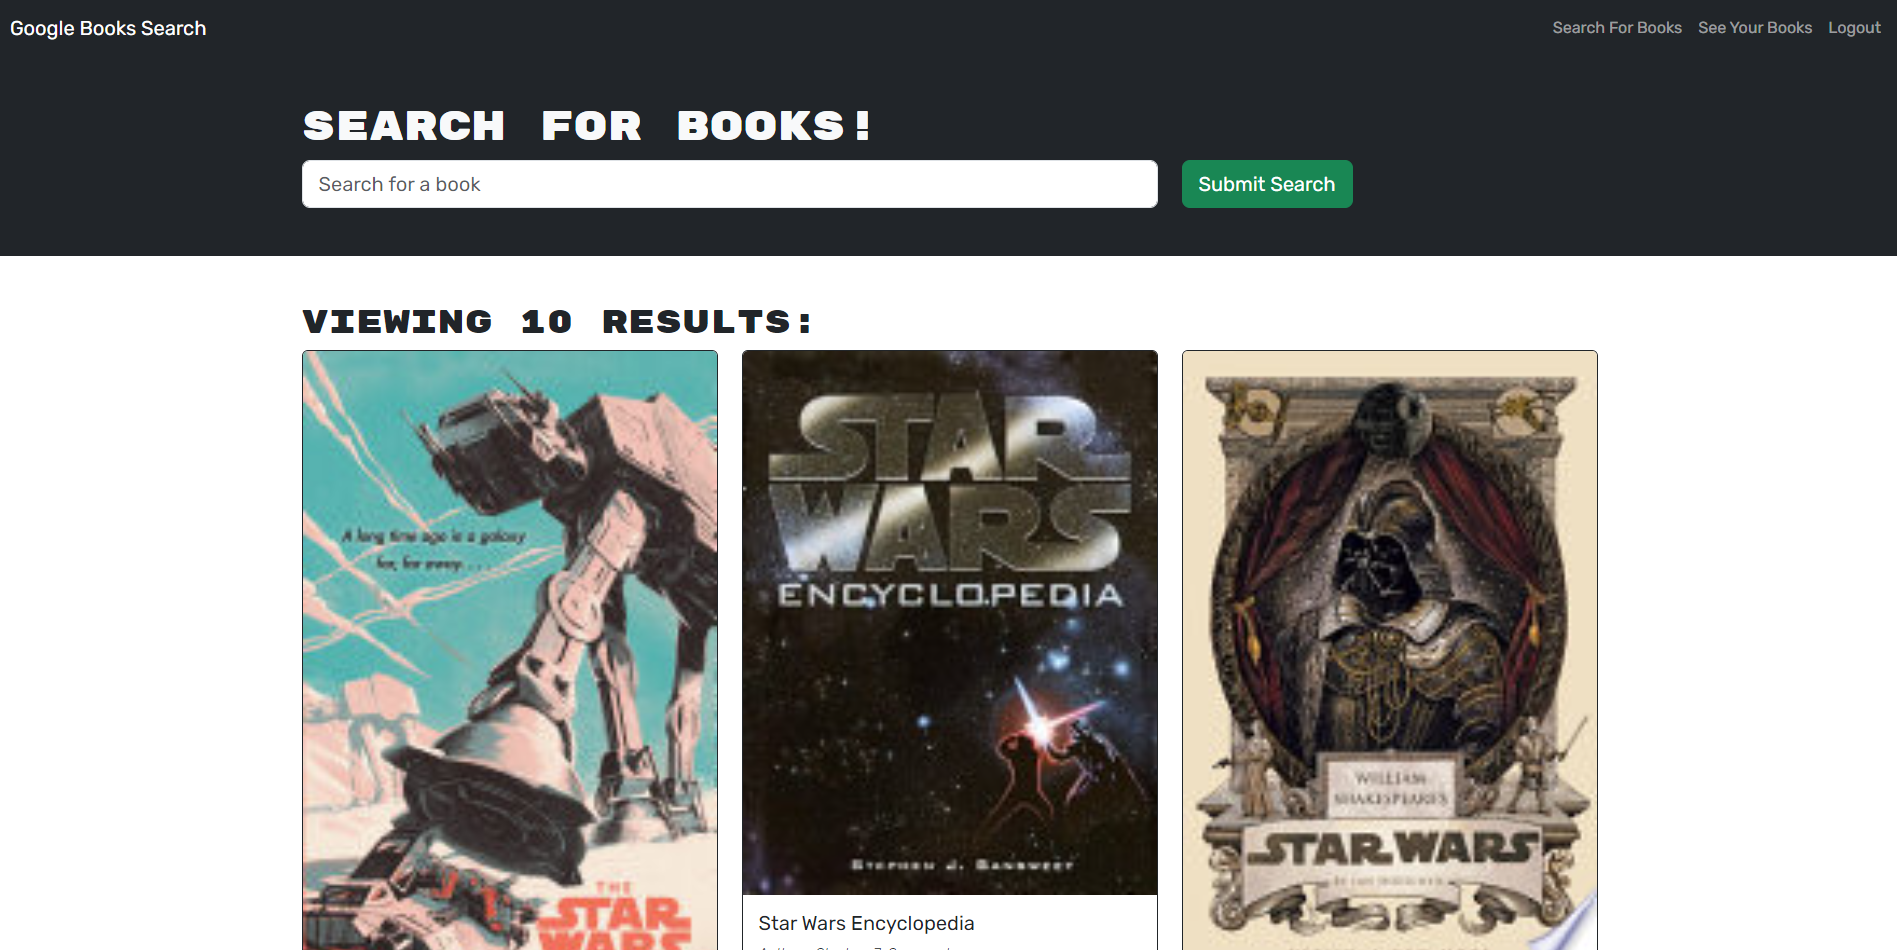 Google Books Search
Search For Books
See Your Books
Logout
SEARCH FOR BOOKS!
Search for a book
Submit Search
VIEWING 10 RESULTS:
A long time ago in a galaxy
far, far away. . . .
THE
STAR
WARS
STAR
WARS
ENCYCLOPEDIA
STEPHEN J. SANSWEET
Star Wars Encyclopedia
WILLIAM
SHAKESPEARE'S
STAR WARS